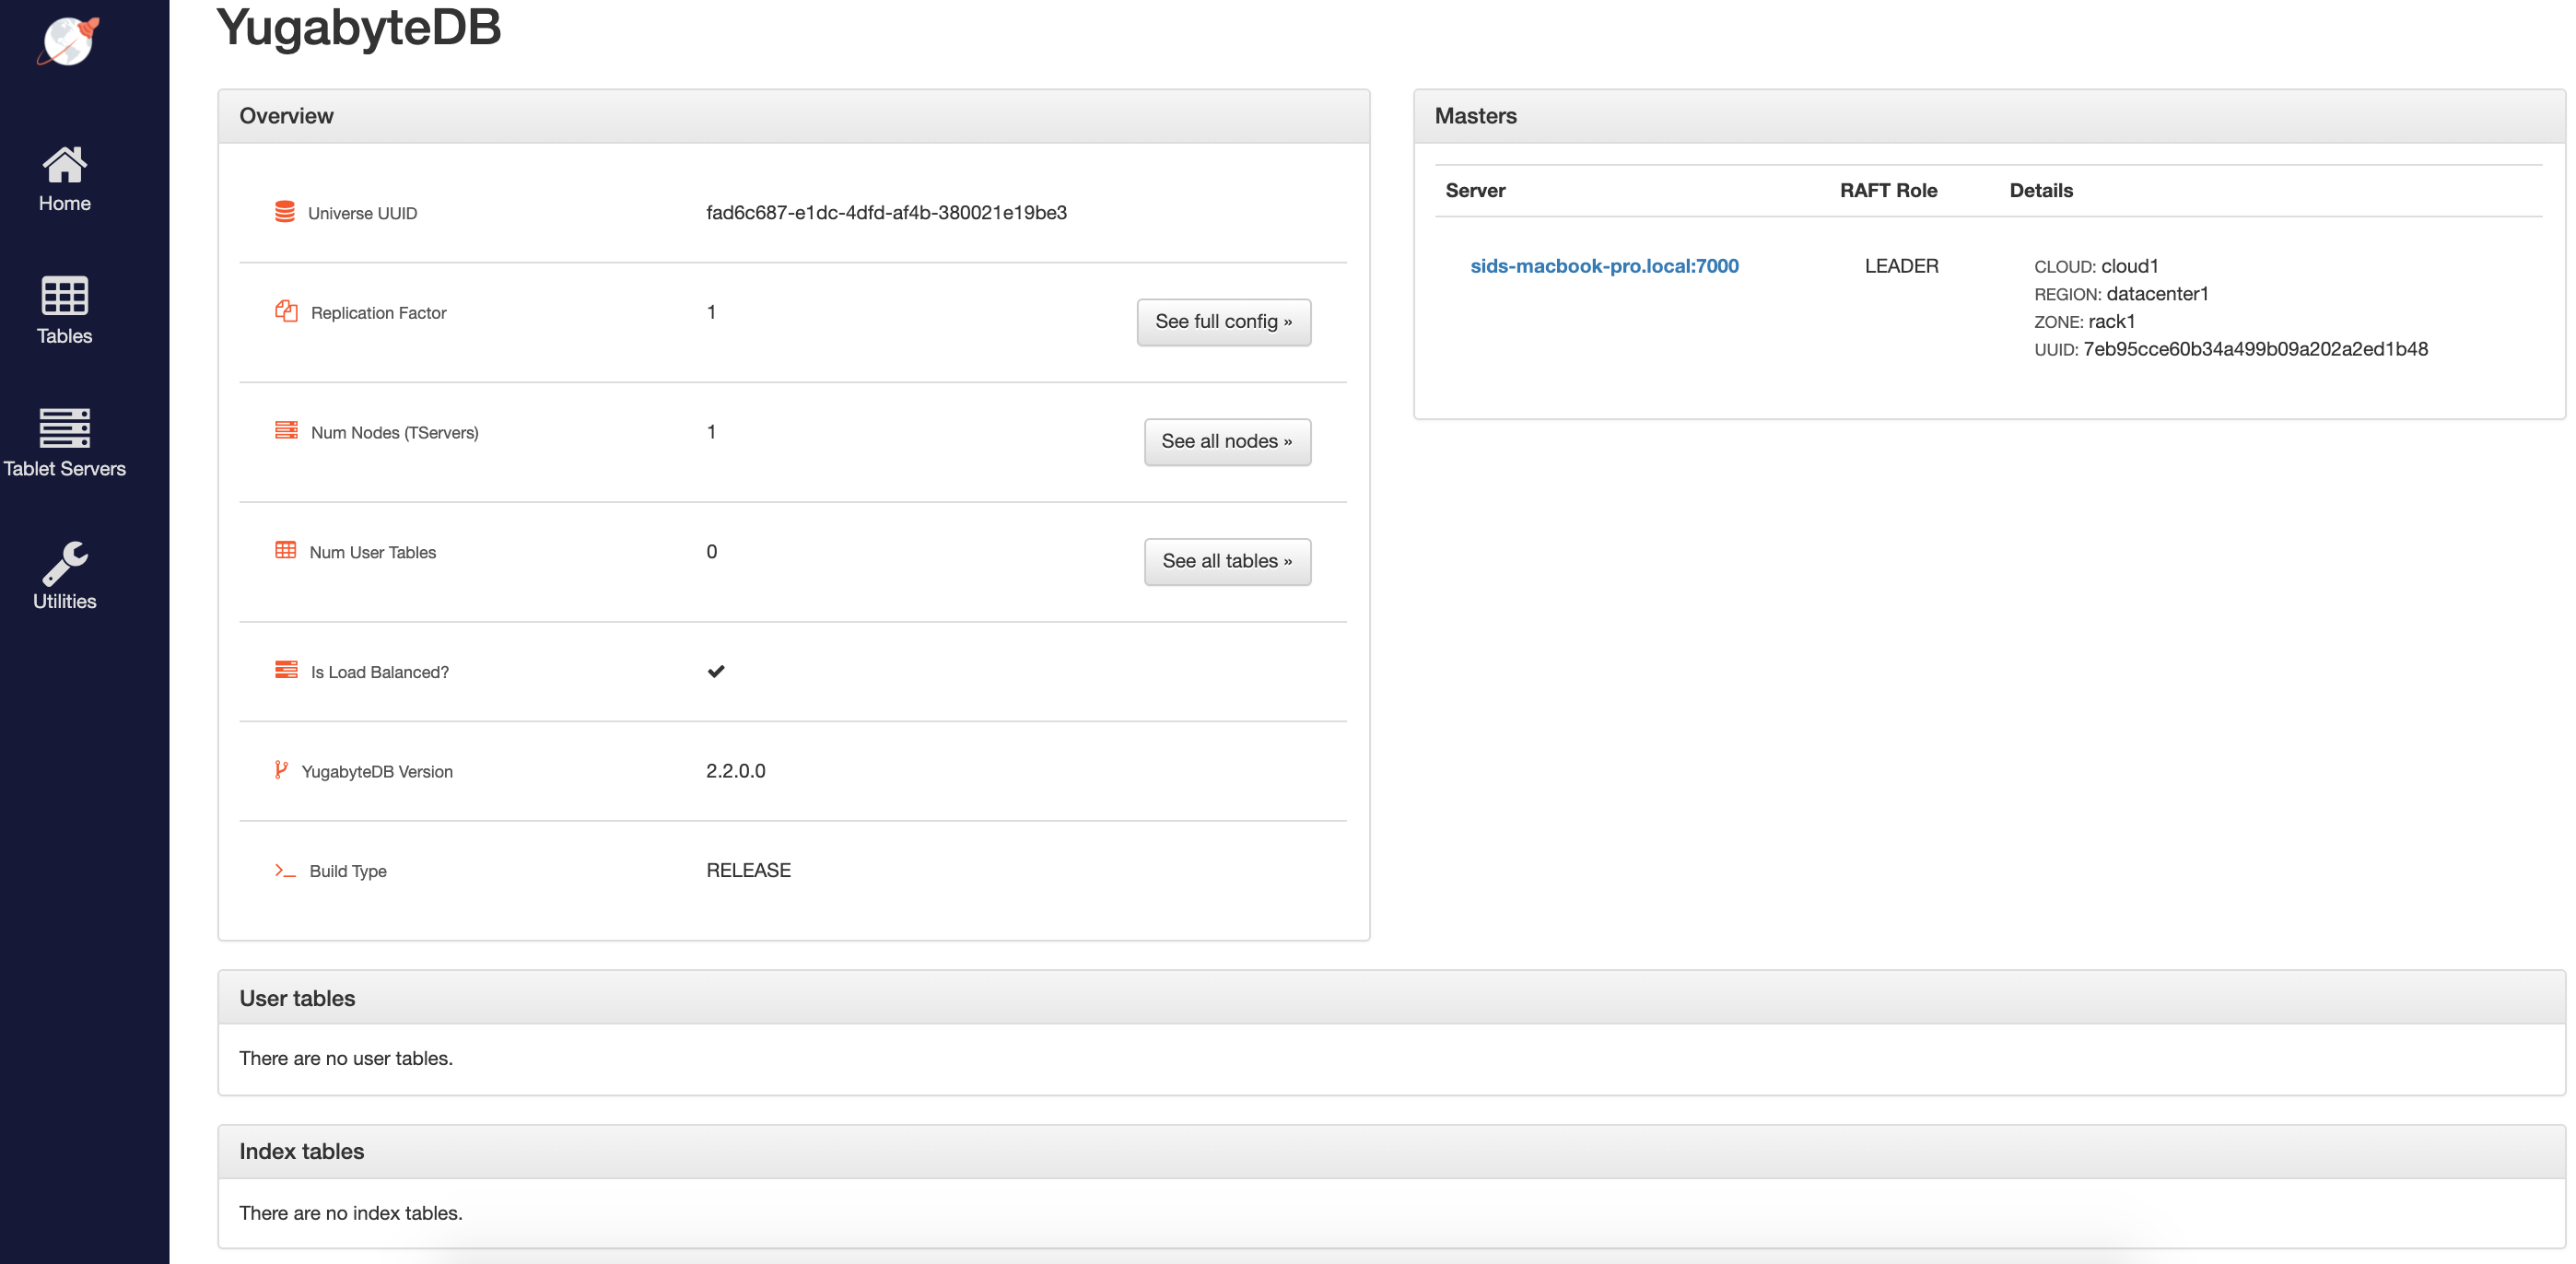 YugabyteDB
Home
Tables
Tablet Servers
Utilities
Overview
Universe UUID fad6c687-e1dc-4dfd-af4b-380021e19be3
Replication Factor 1 See full config »
Num Nodes (TServers) 1 See all nodes »
Num User Tables 0 See all tables »
Is Load Balanced? ✔
YugabyteDB Version 2.2.0.0
Build Type RELEASE
Masters
Server RAFT Role Details
sids-macbook-pro.local:7000 LEADER CLOUD: cloud1
REGION: datacenter1
ZONE: rack1
UUID: 7eb95cce60b34a499b09a202a2ed1b48
User tables
There are no user tables.
Index tables
There are no index tables.